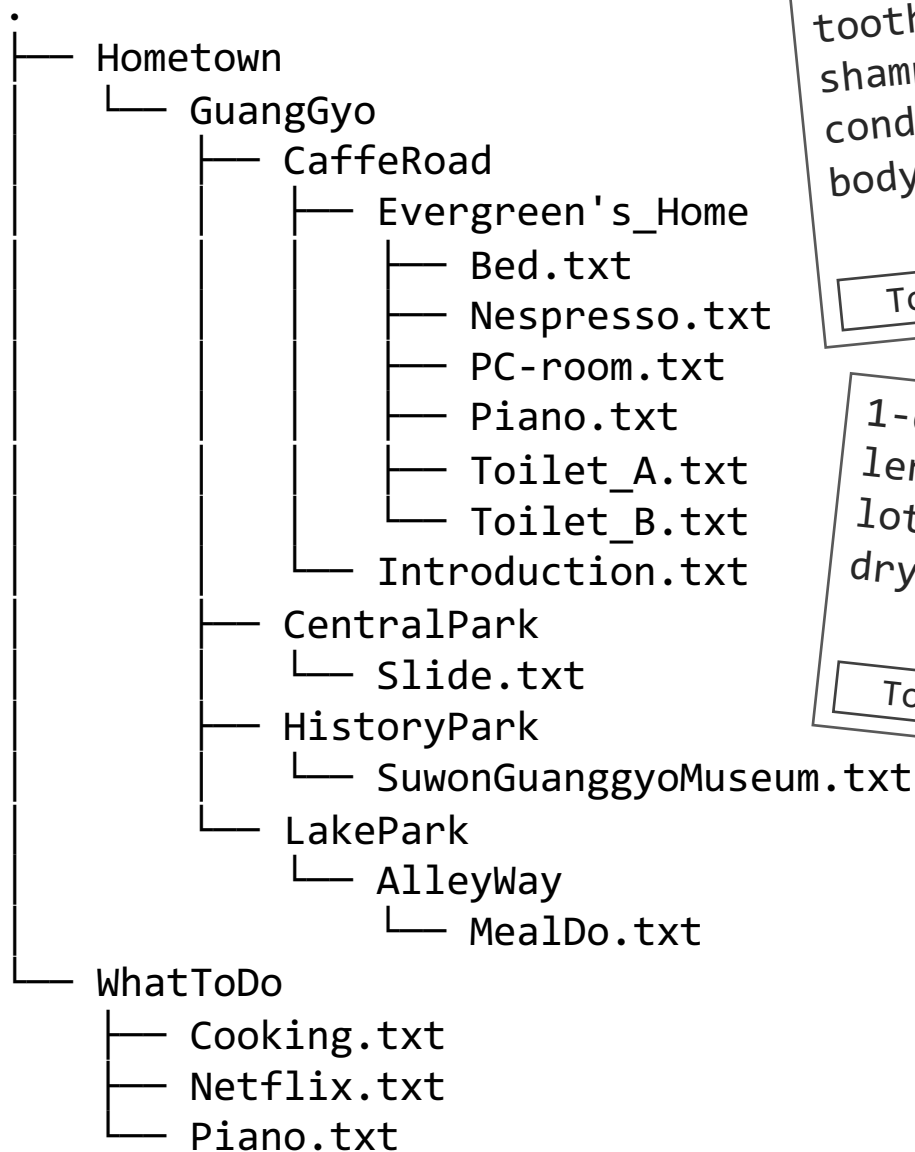 .
├── Hometown
│   └── GuangGyo
│       ├── CaffeRoad
│       │   ├── Evergreen's_Home
│       │   │   ├── Bed.txt
│       │   │   ├── Nespresso.txt
│       │   │   ├── PC-room.txt
│       │   │   ├── Piano.txt
│       │   │   ├── Toilet_A.txt
│       │   │   └── Toilet_B.txt
│       │   └── Introduction.txt
│       ├── CentralPark
│       │   └── Slide.txt
│       ├── HistoryPark
│       │   └── SuwonGuanggyoMuseum.txt
│       └── LakePark
│           └── AlleyWay
│               └── MealDo.txt
└── WhatToDo
    ├── Cooking.txt
    ├── Netflix.txt
    └── Piano.txt
body